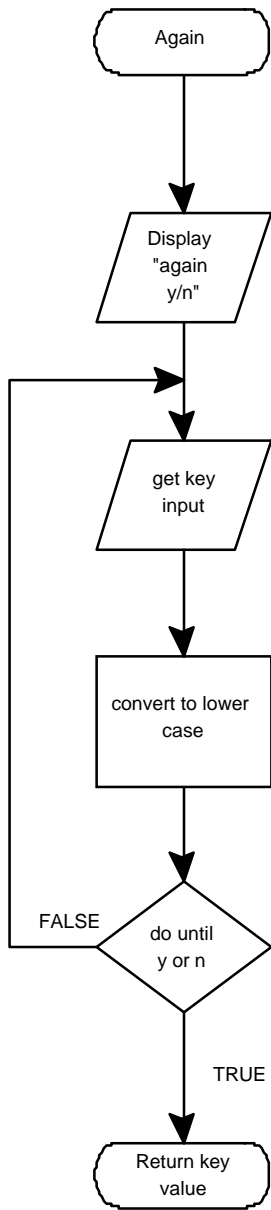 Again
Display
"again
y/n"
get key
input
convert to lower
case
FALSE
do until
y or n
TRUE
Return key
value